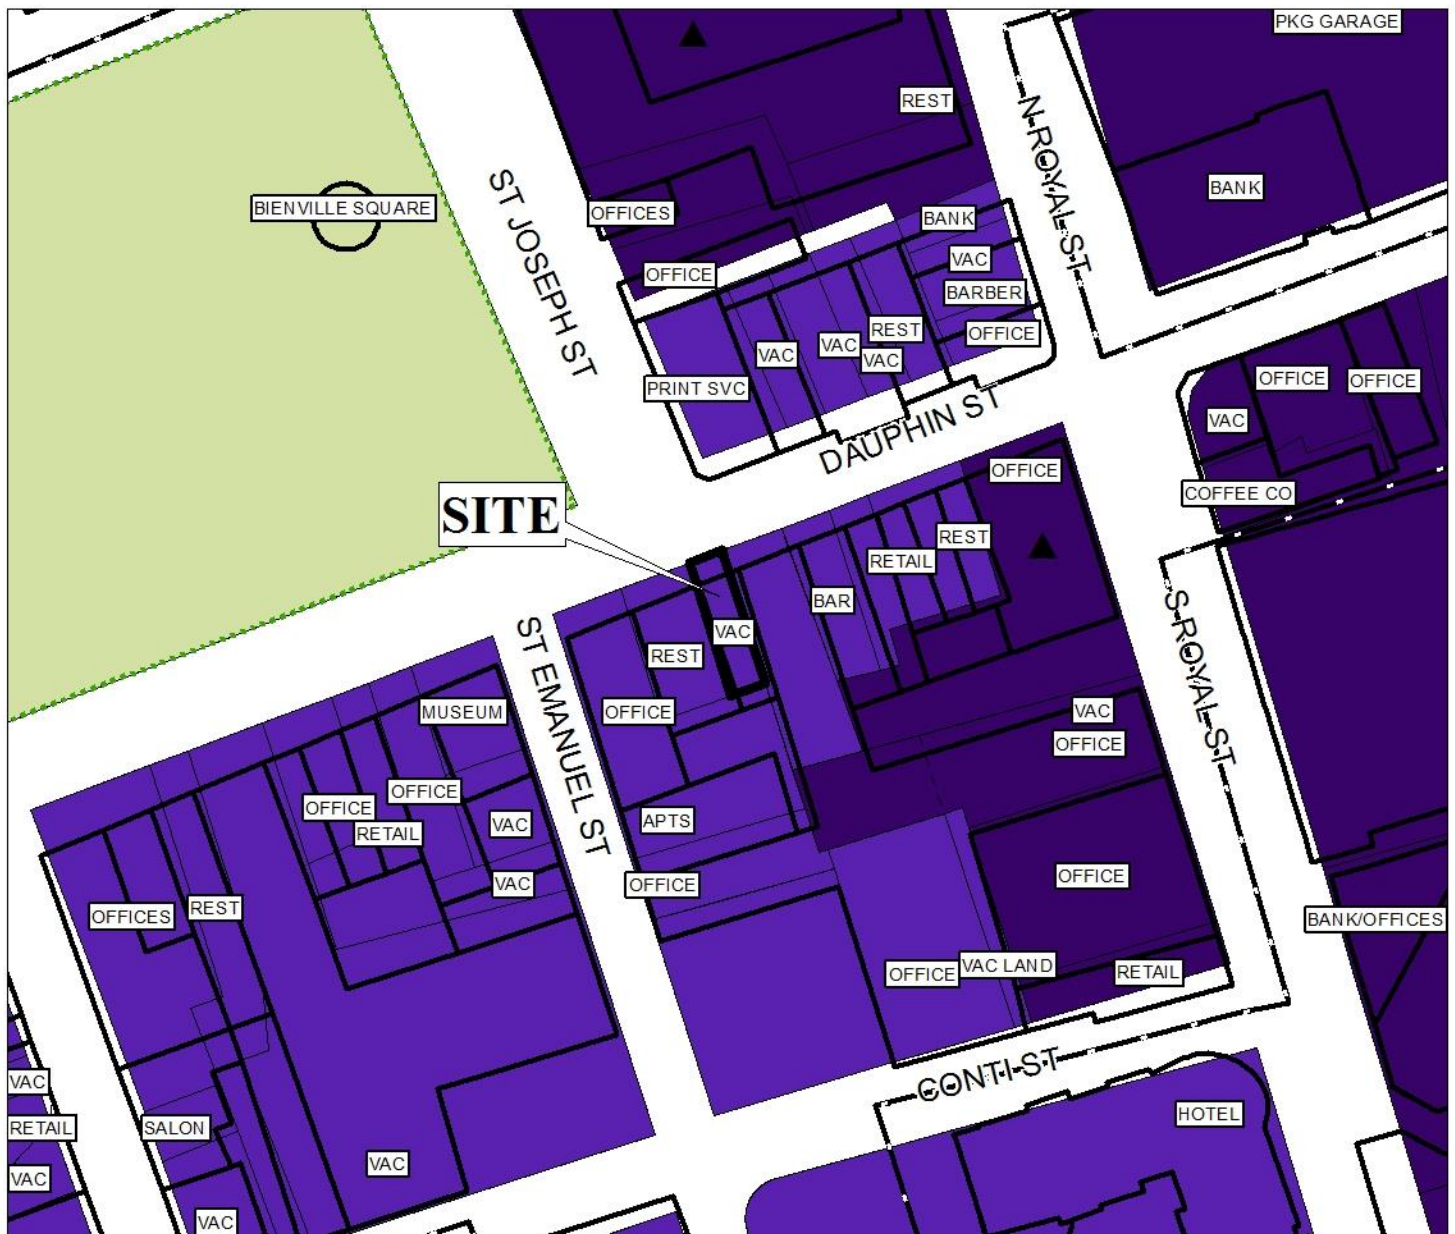 PKG GARAGE
REST
N ROYAL ST
BANK
BIENVILLE SQUARE
ST JOSEPH ST
OFFICES
BANK
VAC
OFFICE
BARBER
REST
OFFICE
VAC
VAC
VAC
PRINT SVC
OFFICE
OFFICE
VAC
DAUPHIN ST
OFFICE
COFFEE CO
SITE
REST
RETAIL
BAR
VAC
REST
S ROYAL ST
ST EMANUEL ST
OFFICE
MUSEUM
VAC
OFFICE
OFFICE
OFFICE
RETAIL
VAC
APTS
VAC
OFFICE
OFFICE
OFFICES
REST
BANK/OFFICES
OFFICE
VAC LAND
RETAIL
CONTI ST
VAC
RETAIL
SALON
HOTEL
VAC
VAC
VAC